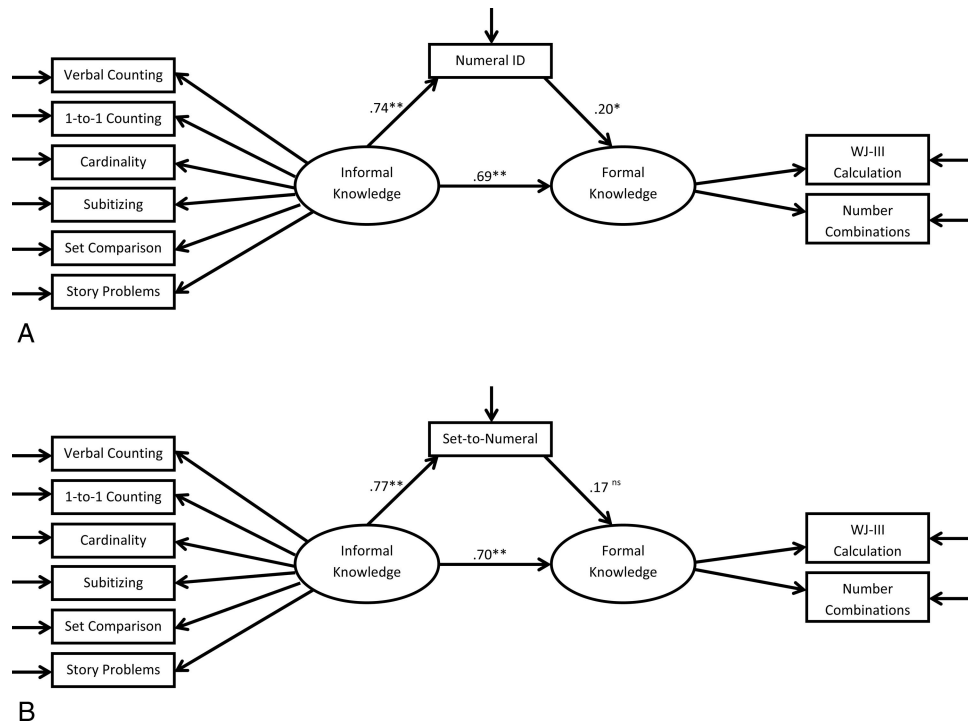 Numeral ID
Verbal Counting
1-to-1 Counting
Cardinality
Subitizing
Set Comparison
Story Problems
.74**
.20*
Informal
Knowledge
.69**
Formal
Knowledge
WJ-III
Calculation
Number
Combinations
A
Set-to-Numeral
Verbal Counting
1-to-1 Counting
Cardinality
Subitizing
Set Comparison
Story Problems
.77**
.17 ns
Informal
Knowledge
.70**
Formal
Knowledge
WJ-III
Calculation
Number
Combinations
B